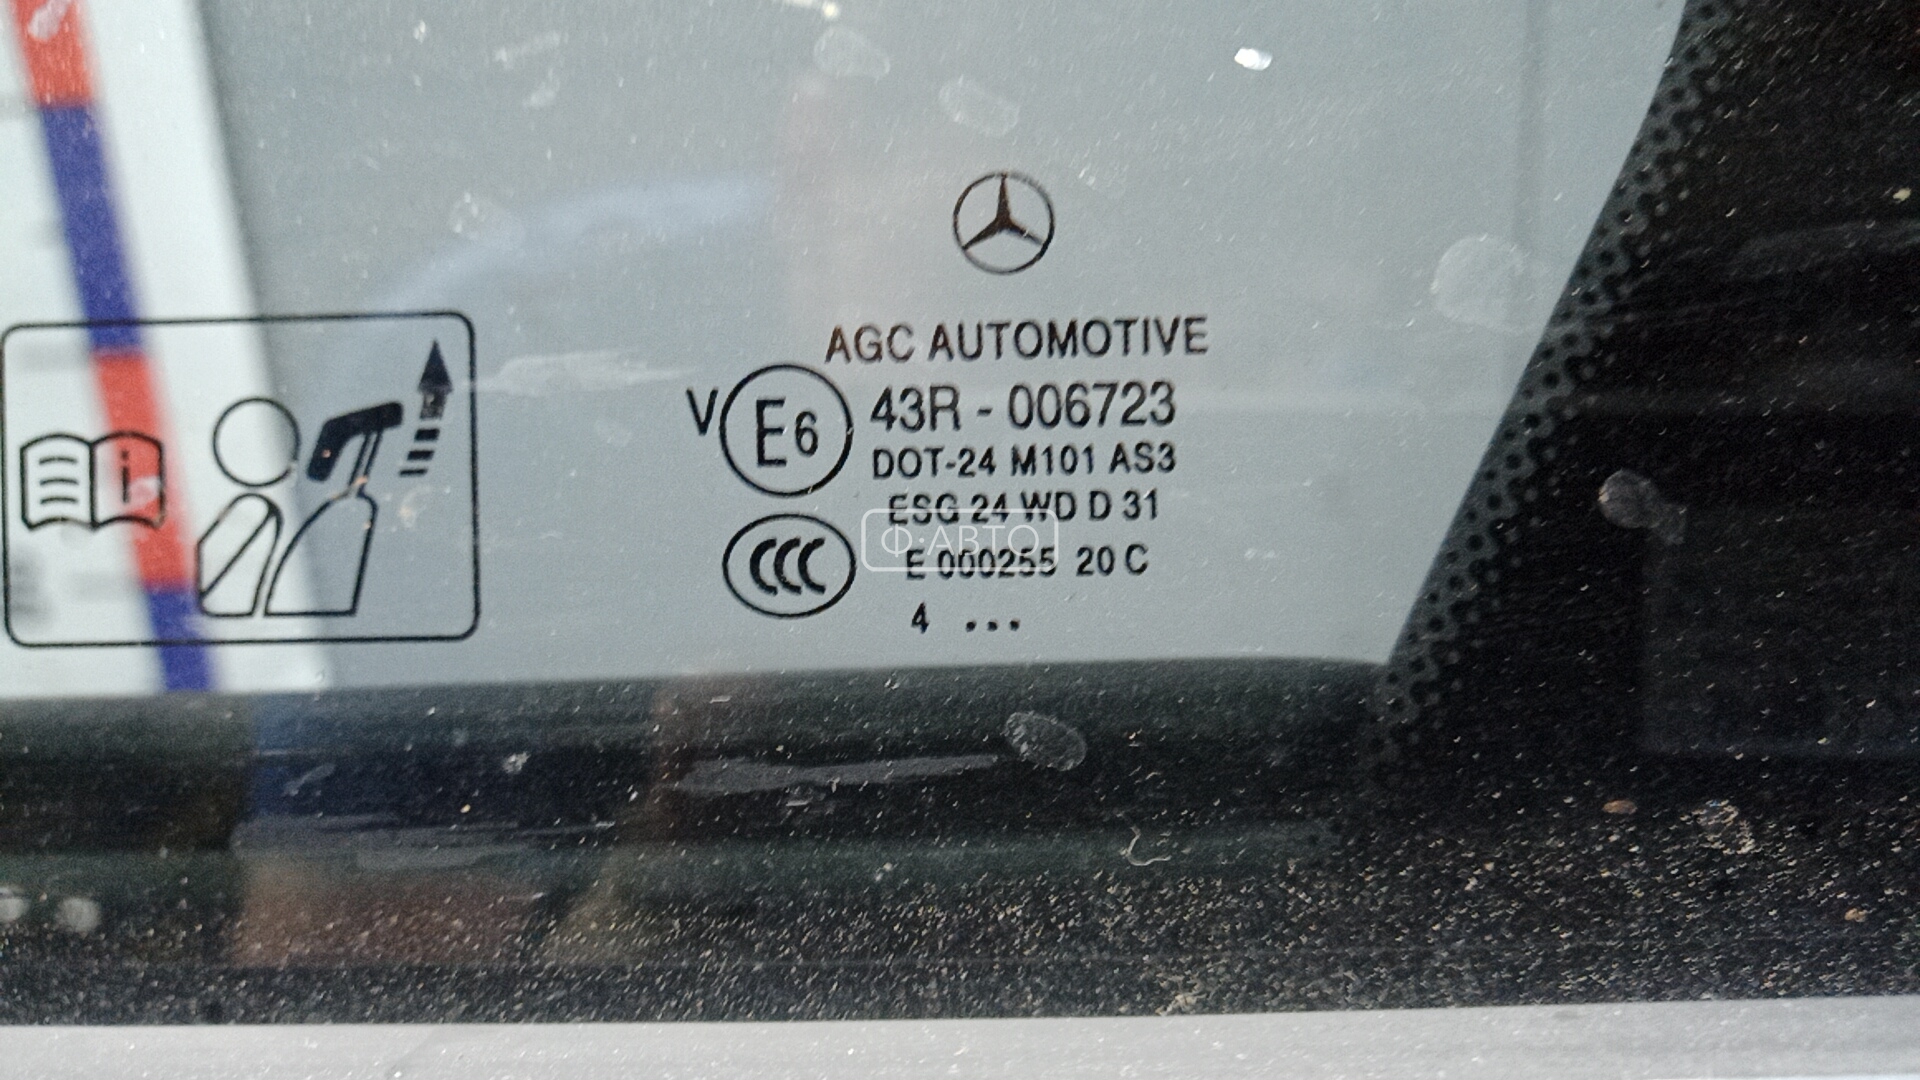 AGC AUTOMOTIVE
V E6 43R - 006723
DOT-24 M101 AS3
ESG 24 WD D 31
Ф:АВТО
CCC E 000255 20 C
4 ...
i